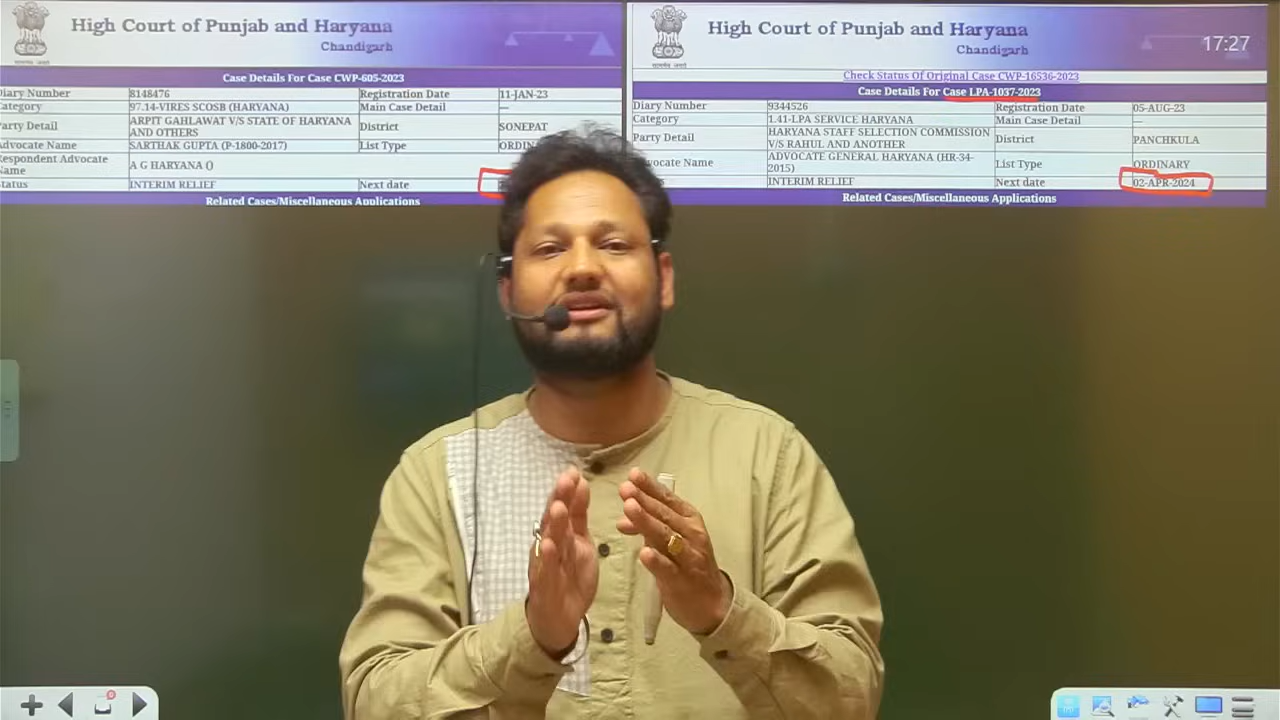 High Court of Punjab and Haryana
Chandigarh
Case Details For Case CWP-605-2023
Diary Number 8148476 Registration Date 11-JAN-23
Category 97.14-VIRES SCOSB (HARYANA) Main Case Detail —
Party Detail ARPIT GAHLAWAT V/S STATE OF HARYANA AND OTHERS District SONEPAT
Advocate Name SARTHAK GUPTA (P-1800-2017) List Type
Respondent Advocate Name A G HARYANA ()
Status INTERIM RELIEF Next date
Related Cases/Miscellaneous Applications
High Court of Punjab and Haryana
Chandigarh
17:27
Check Status Of Original Case CWP-16536-2023
Case Details For Case LPA-1037-2023
Diary Number 9344526 Registration Date 05-AUG-23
Category 1.41-LPA SERVICE HARYANA Main Case Detail —
Party Detail HARYANA STAFF SELECTION COMMISSION V/S RAHUL AND ANOTHER District PANCHKULA
Advocate Name ADVOCATE GENERAL HARYANA (HR-34-2015) List Type ORDINARY
INTERIM RELIEF Next date 02-APR-2024
Related Cases/Miscellaneous Applications